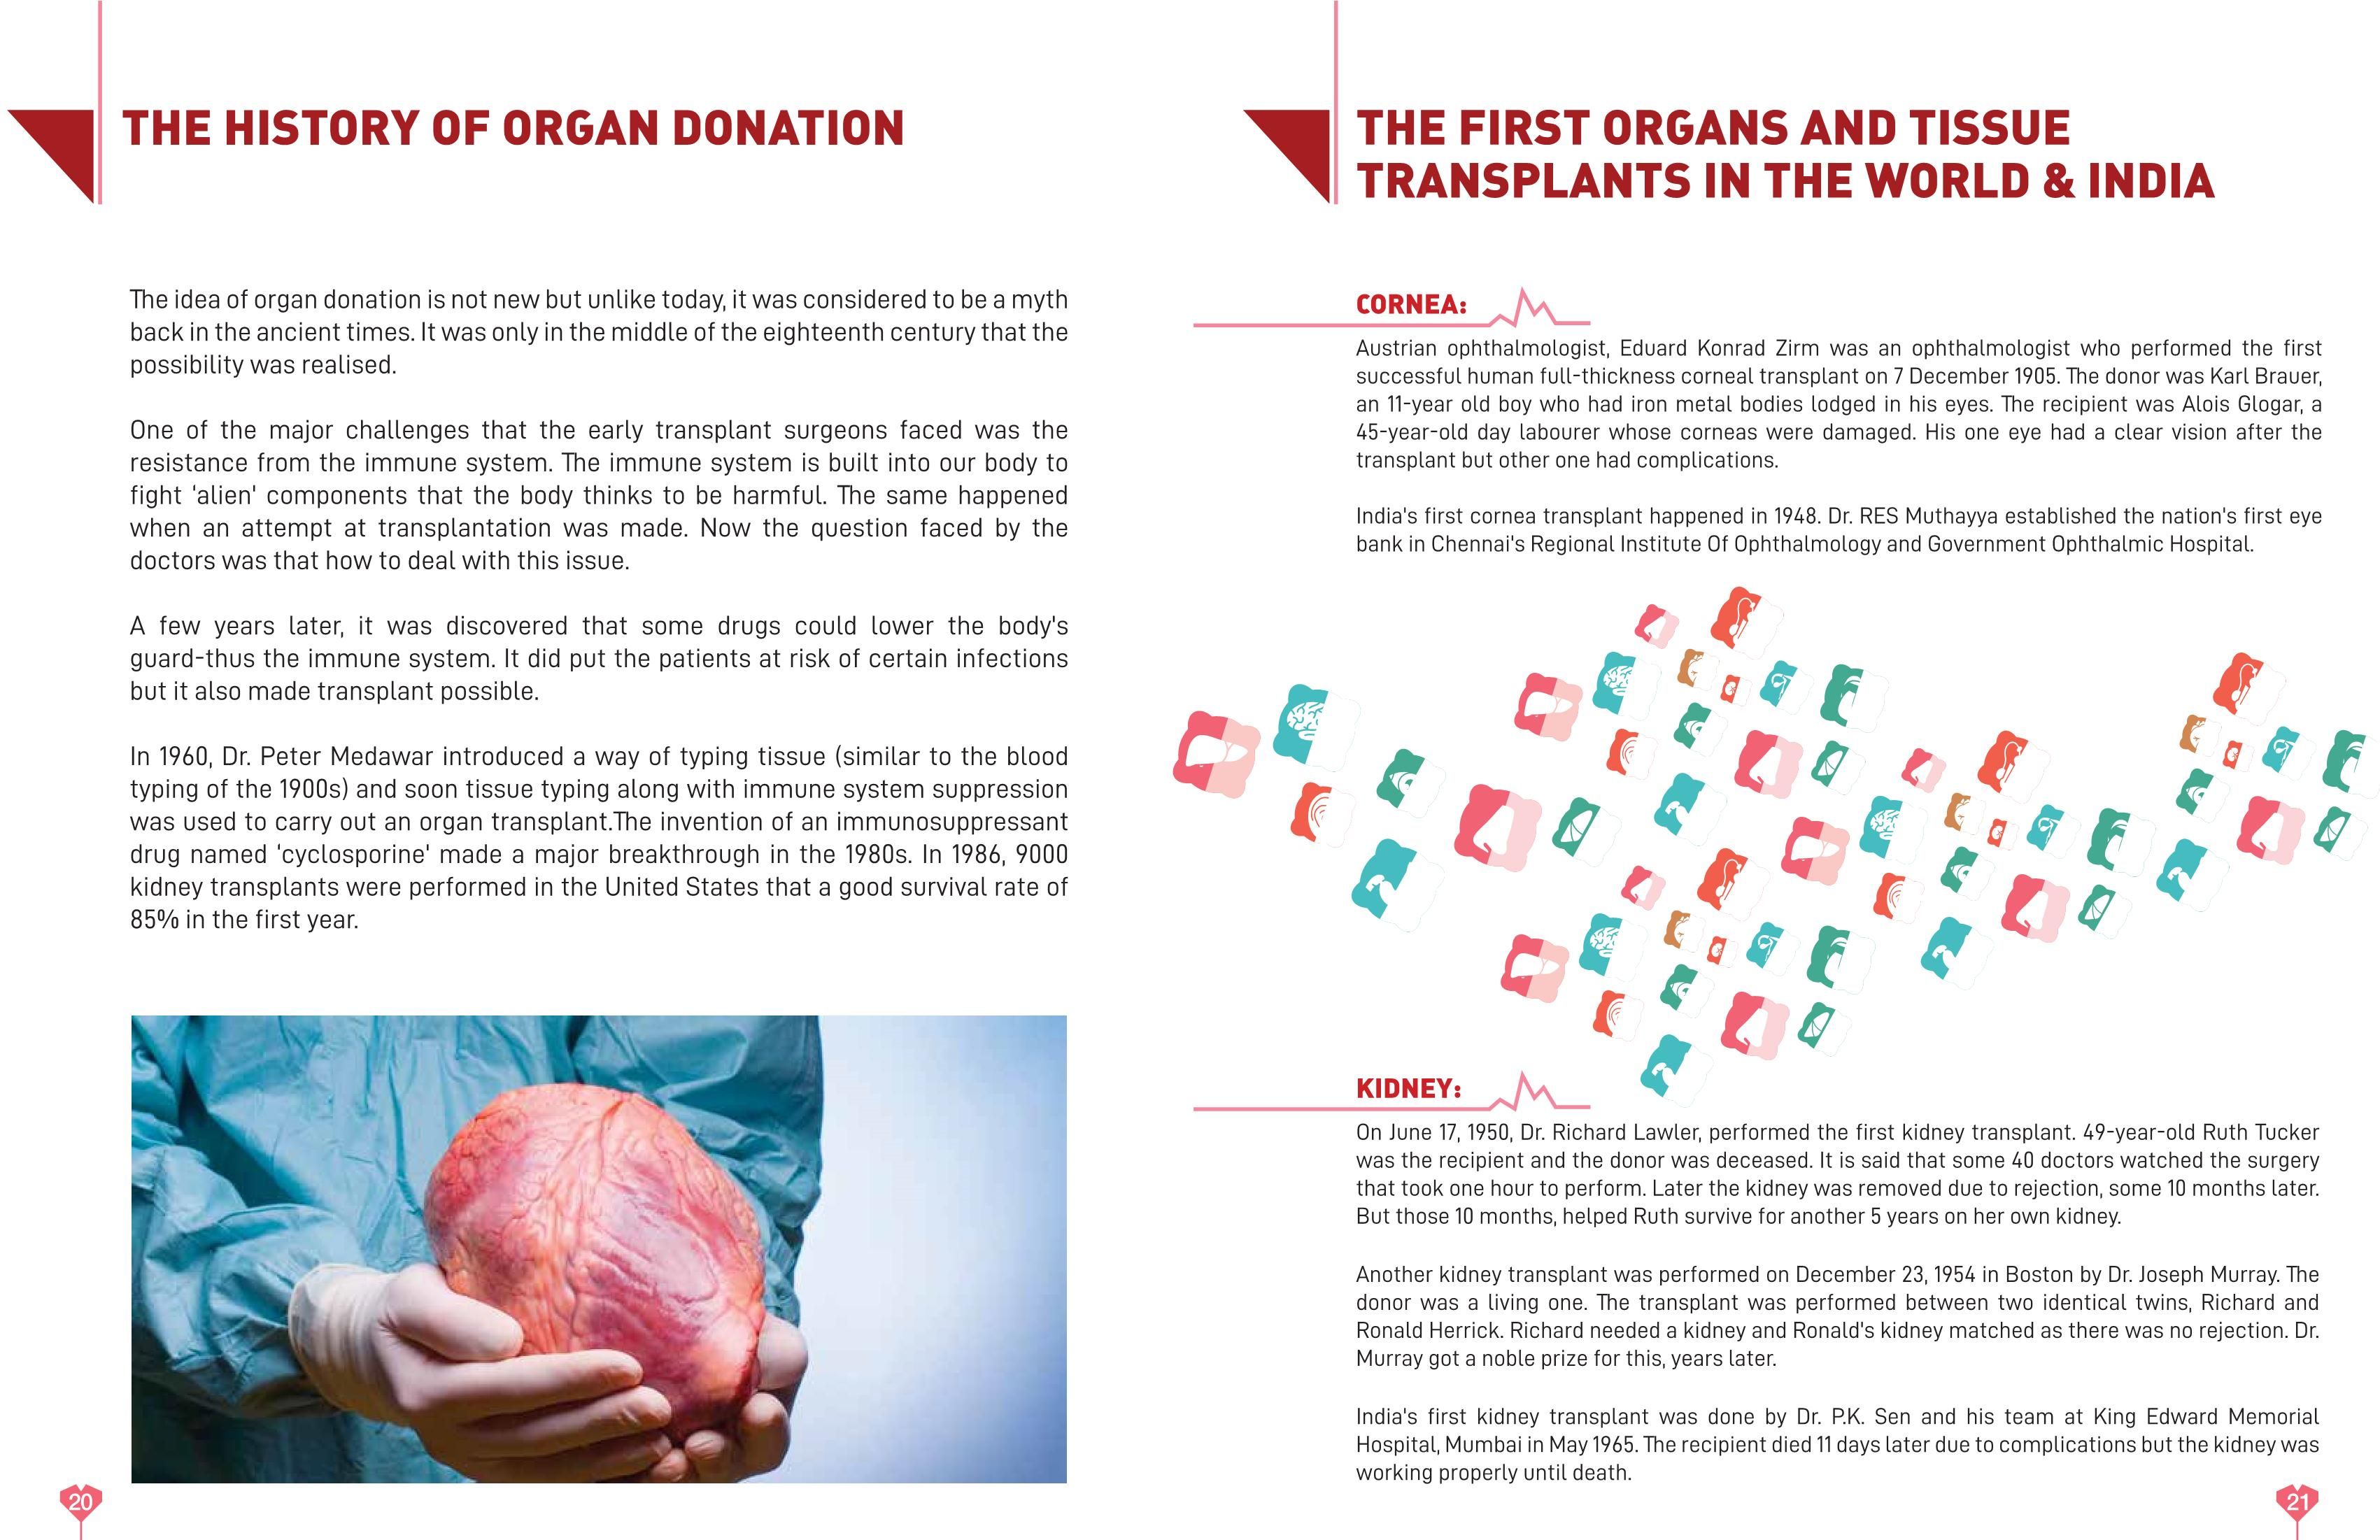 THE HISTORY OF ORGAN DONATION
The idea of organ donation is not new but unlike today, it was considered to be a myth
back in the ancient times. It was only in the middle of the eighteenth century that the
possibility was realised.
One of the major challenges that the early transplant surgeons faced was the
resistance from the immune system. The immune system is built into our body to
fight 'alien' components that the body thinks to be harmful. The same happened
when an attempt at transplantation was made. Now the question faced by the
doctors was that how to deal with this issue.
A few years later, it was discovered that some drugs could lower the body's
guard-thus the immune system. It did put the patients at risk of certain infections
but it also made transplant possible.
In 1960, Dr. Peter Medawar introduced a way of typing tissue (similar to the blood
typing of the 1900s) and soon tissue typing along with immune system suppression
was used to carry out an organ transplant.The invention of an immunosuppressant
drug named 'cyclosporine' made a major breakthrough in the 1980s. In 1986, 9000
kidney transplants were performed in the United States that a good survival rate of
85% in the first year.
20
THE FIRST ORGANS AND TISSUE
TRANSPLANTS IN THE WORLD & INDIA
CORNEA:
Austrian ophthalmologist, Eduard Konrad Zirm was an ophthalmologist who performed the first
successful human full-thickness corneal transplant on 7 December 1905. The donor was Karl Brauer,
an 11-year old boy who had iron metal bodies lodged in his eyes. The recipient was Alois Glogar, a
45-year-old day labourer whose corneas were damaged. His one eye had a clear vision after the
transplant but other one had complications.
India's first cornea transplant happened in 1948. Dr. RES Muthayya established the nation's first eye
bank in Chennai's Regional Institute Of Ophthalmology and Government Ophthalmic Hospital.
KIDNEY:
On June 17, 1950, Dr. Richard Lawler, performed the first kidney transplant. 49-year-old Ruth Tucker
was the recipient and the donor was deceased. It is said that some 40 doctors watched the surgery
that took one hour to perform. Later the kidney was removed due to rejection, some 10 months later.
But those 10 months, helped Ruth survive for another 5 years on her own kidney.
Another kidney transplant was performed on December 23, 1954 in Boston by Dr. Joseph Murray. The
donor was a living one. The transplant was performed between two identical twins, Richard and
Ronald Herrick. Richard needed a kidney and Ronald's kidney matched as there was no rejection. Dr.
Murray got a noble prize for this, years later.
India's first kidney transplant was done by Dr. P.K. Sen and his team at King Edward Memorial
Hospital, Mumbai in May 1965. The recipient died 11 days later due to complications but the kidney was
working properly until death.
21